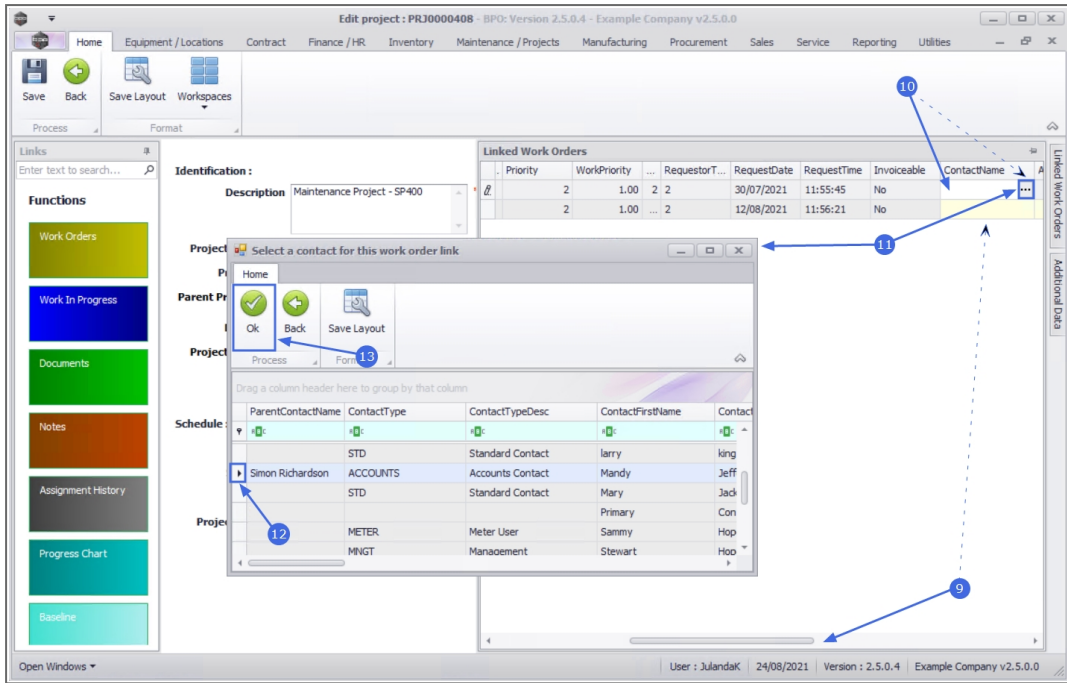 Edit project : PRJ0000408 - BPO: Version 2.5.0.4 - Example Company v2.5.0.0
Home Equipment / Locations Contract Finance / HR Inventory Maintenance / Projects Manufacturing Procurement Sales Service Reporting Utilities
Save Back Save Layout Workspaces
Process Format
10
Links
Enter text to search...
Functions
Work Orders
Work In Progress
Documents
Notes
Assignment History
Progress Chart
Baseline
Identification :
Description Maintenance Project - SP400
Project
Parent Pr
Project
Schedule :
Projec
Linked Work Orders
Priority WorkPriority ... RequestorT... RequestDate RequestTime Invoiceable ContactName A
2 1.00 2 2 30/07/2021 11:55:45 No ...
2 1.00 ... 2 12/08/2021 11:56:21 No
11
Linked Work Orders
Additional Data
Select a contact for this work order link
Home
Ok Back Save Layout
13
Process Form
Drag a column header here to group by that column
ParentContactName ContactType ContactTypeDesc ContactFirstName Contact
STD Standard Contact larry king
Simon Richardson ACCOUNTS Accounts Contact Mandy Jeff
STD Standard Contact Mary Jack
Primary Con
12
METER Meter User Sammy Hop
MNGT Management Stewart Hop
9
Open Windows User : JulandaK 24/08/2021 Version : 2.5.0.4 Example Company v2.5.0.0